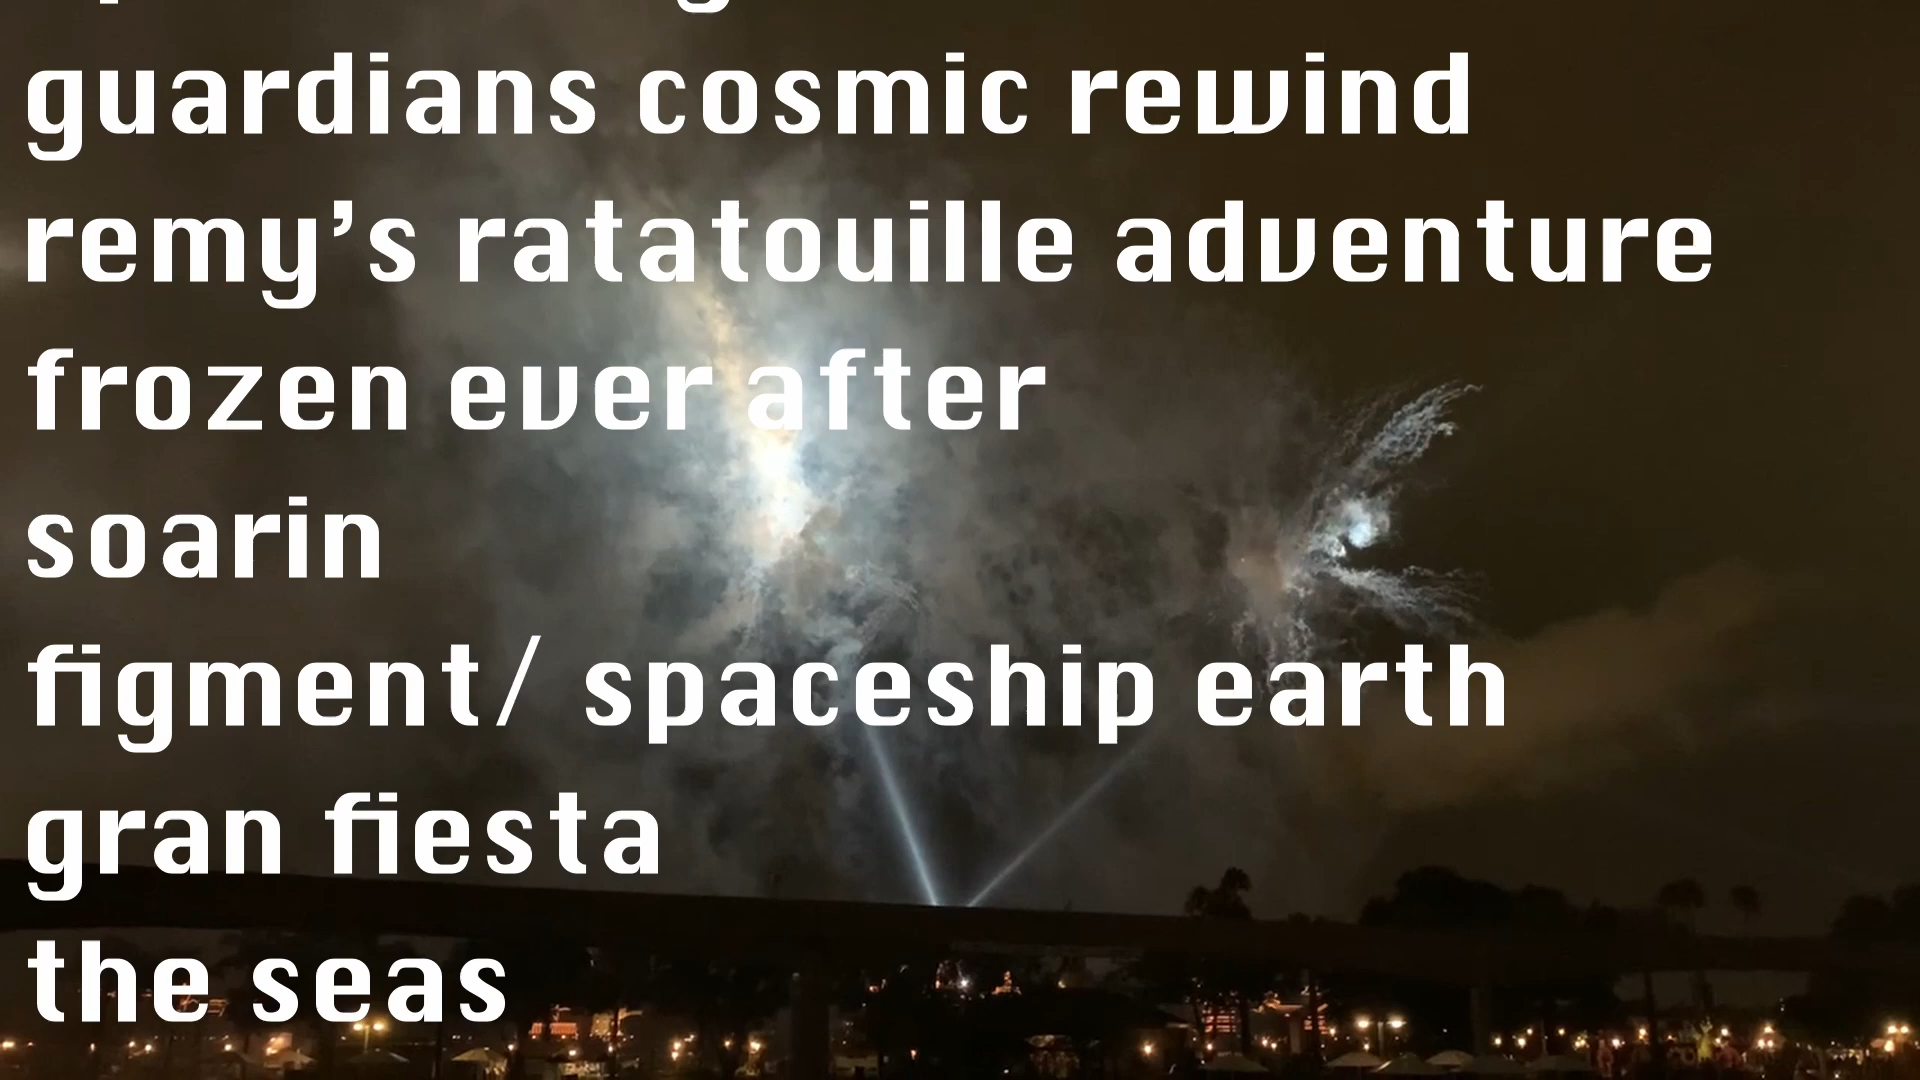 guardians cosmic rewind
remy's ratatouille adventure
frozen ever after
soarin
figment/ spaceship earth
gran fiesta
the seas